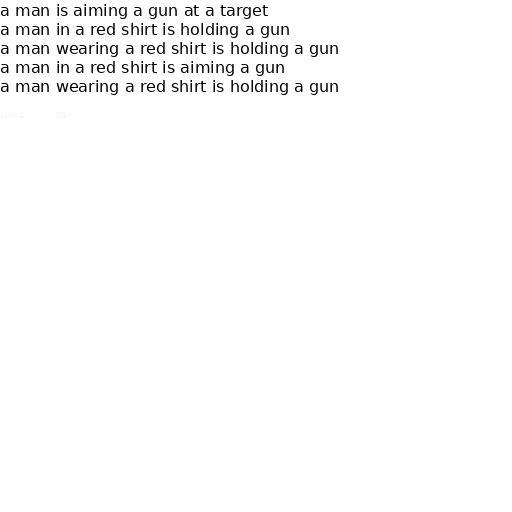 a man is aiming a gun at a target
a man in a red shirt is holding a gun
a man wearing a red shirt is holding a gun
a man in a red shirt is aiming a gun
a man wearing a red shirt is holding a gun